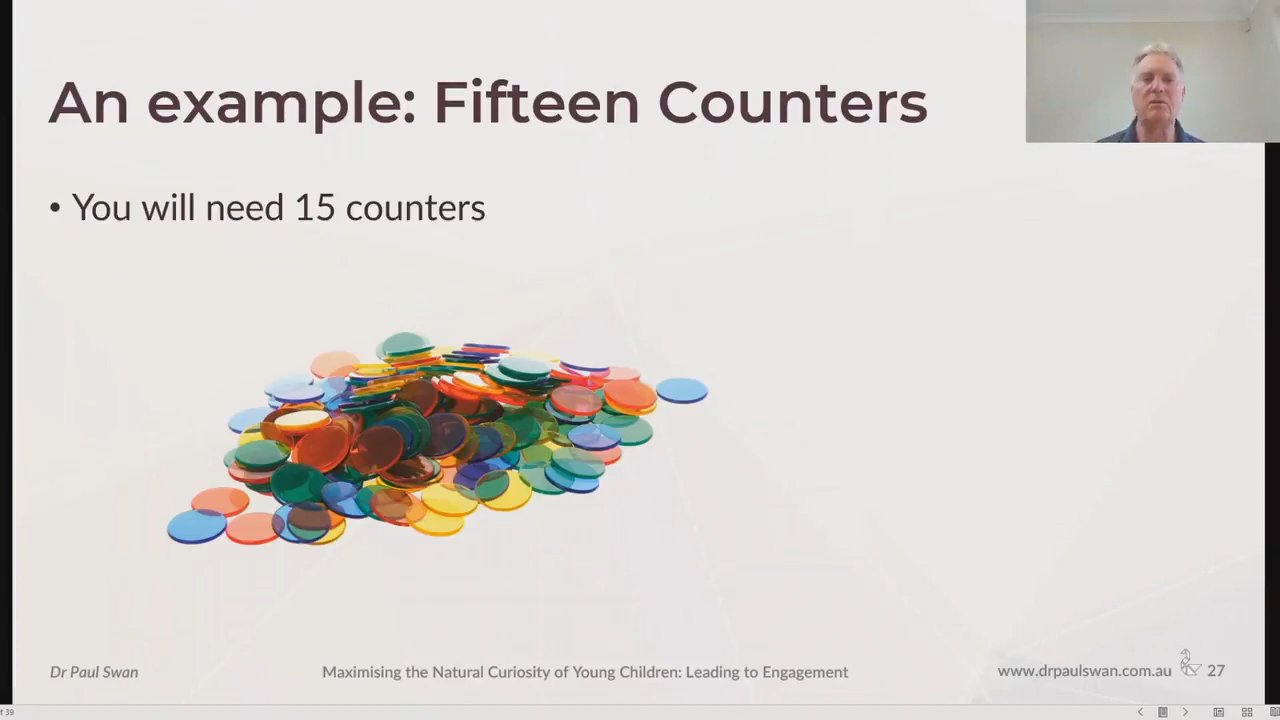 An example: Fifteen Counters
• You will need 15 counters
Dr Paul Swan
Maximising the Natural Curiosity of Young Children: Leading to Engagement
www.drpaulswan.com.au
27
39